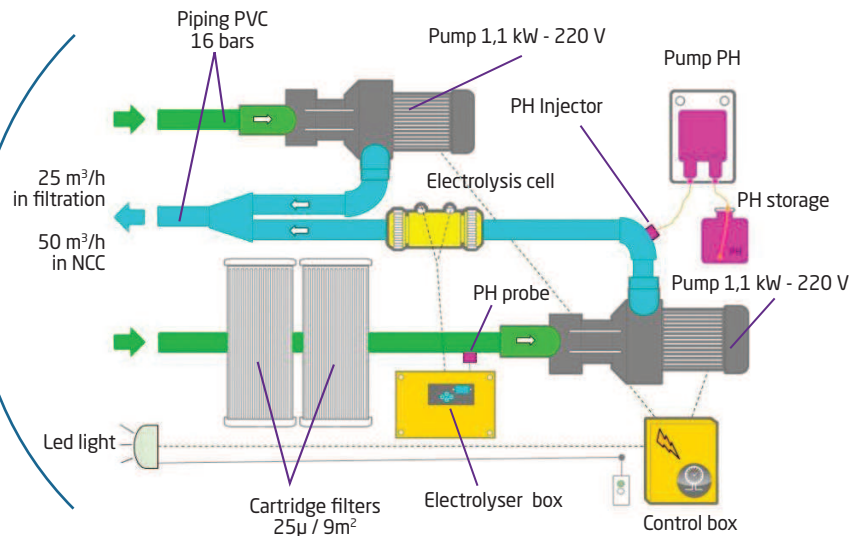 Piping PVC
16 bars
Pump 1,1 kW - 220 V
Pump PH
PH Injector
25 m³/h
in filtration
Electrolysis cell
PH storage
PH
50 m³/h
in NCC
Pump 1,1 kW - 220 V
PH probe
Led light
Cartridge filters
25µ / 9m²
Electrolyser box
Control box